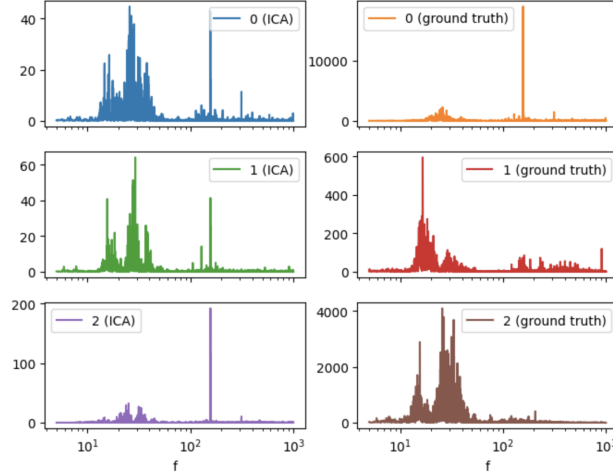 40
20
0
0 (ICA)
10000
0
0 (ground truth)
60
40
20
0
1 (ICA)
600
400
200
0
1 (ground truth)
200
100
0
2 (ICA)
10¹ 10² 10³
f
4000
2000
0
2 (ground truth)
10¹ 10² 10
f